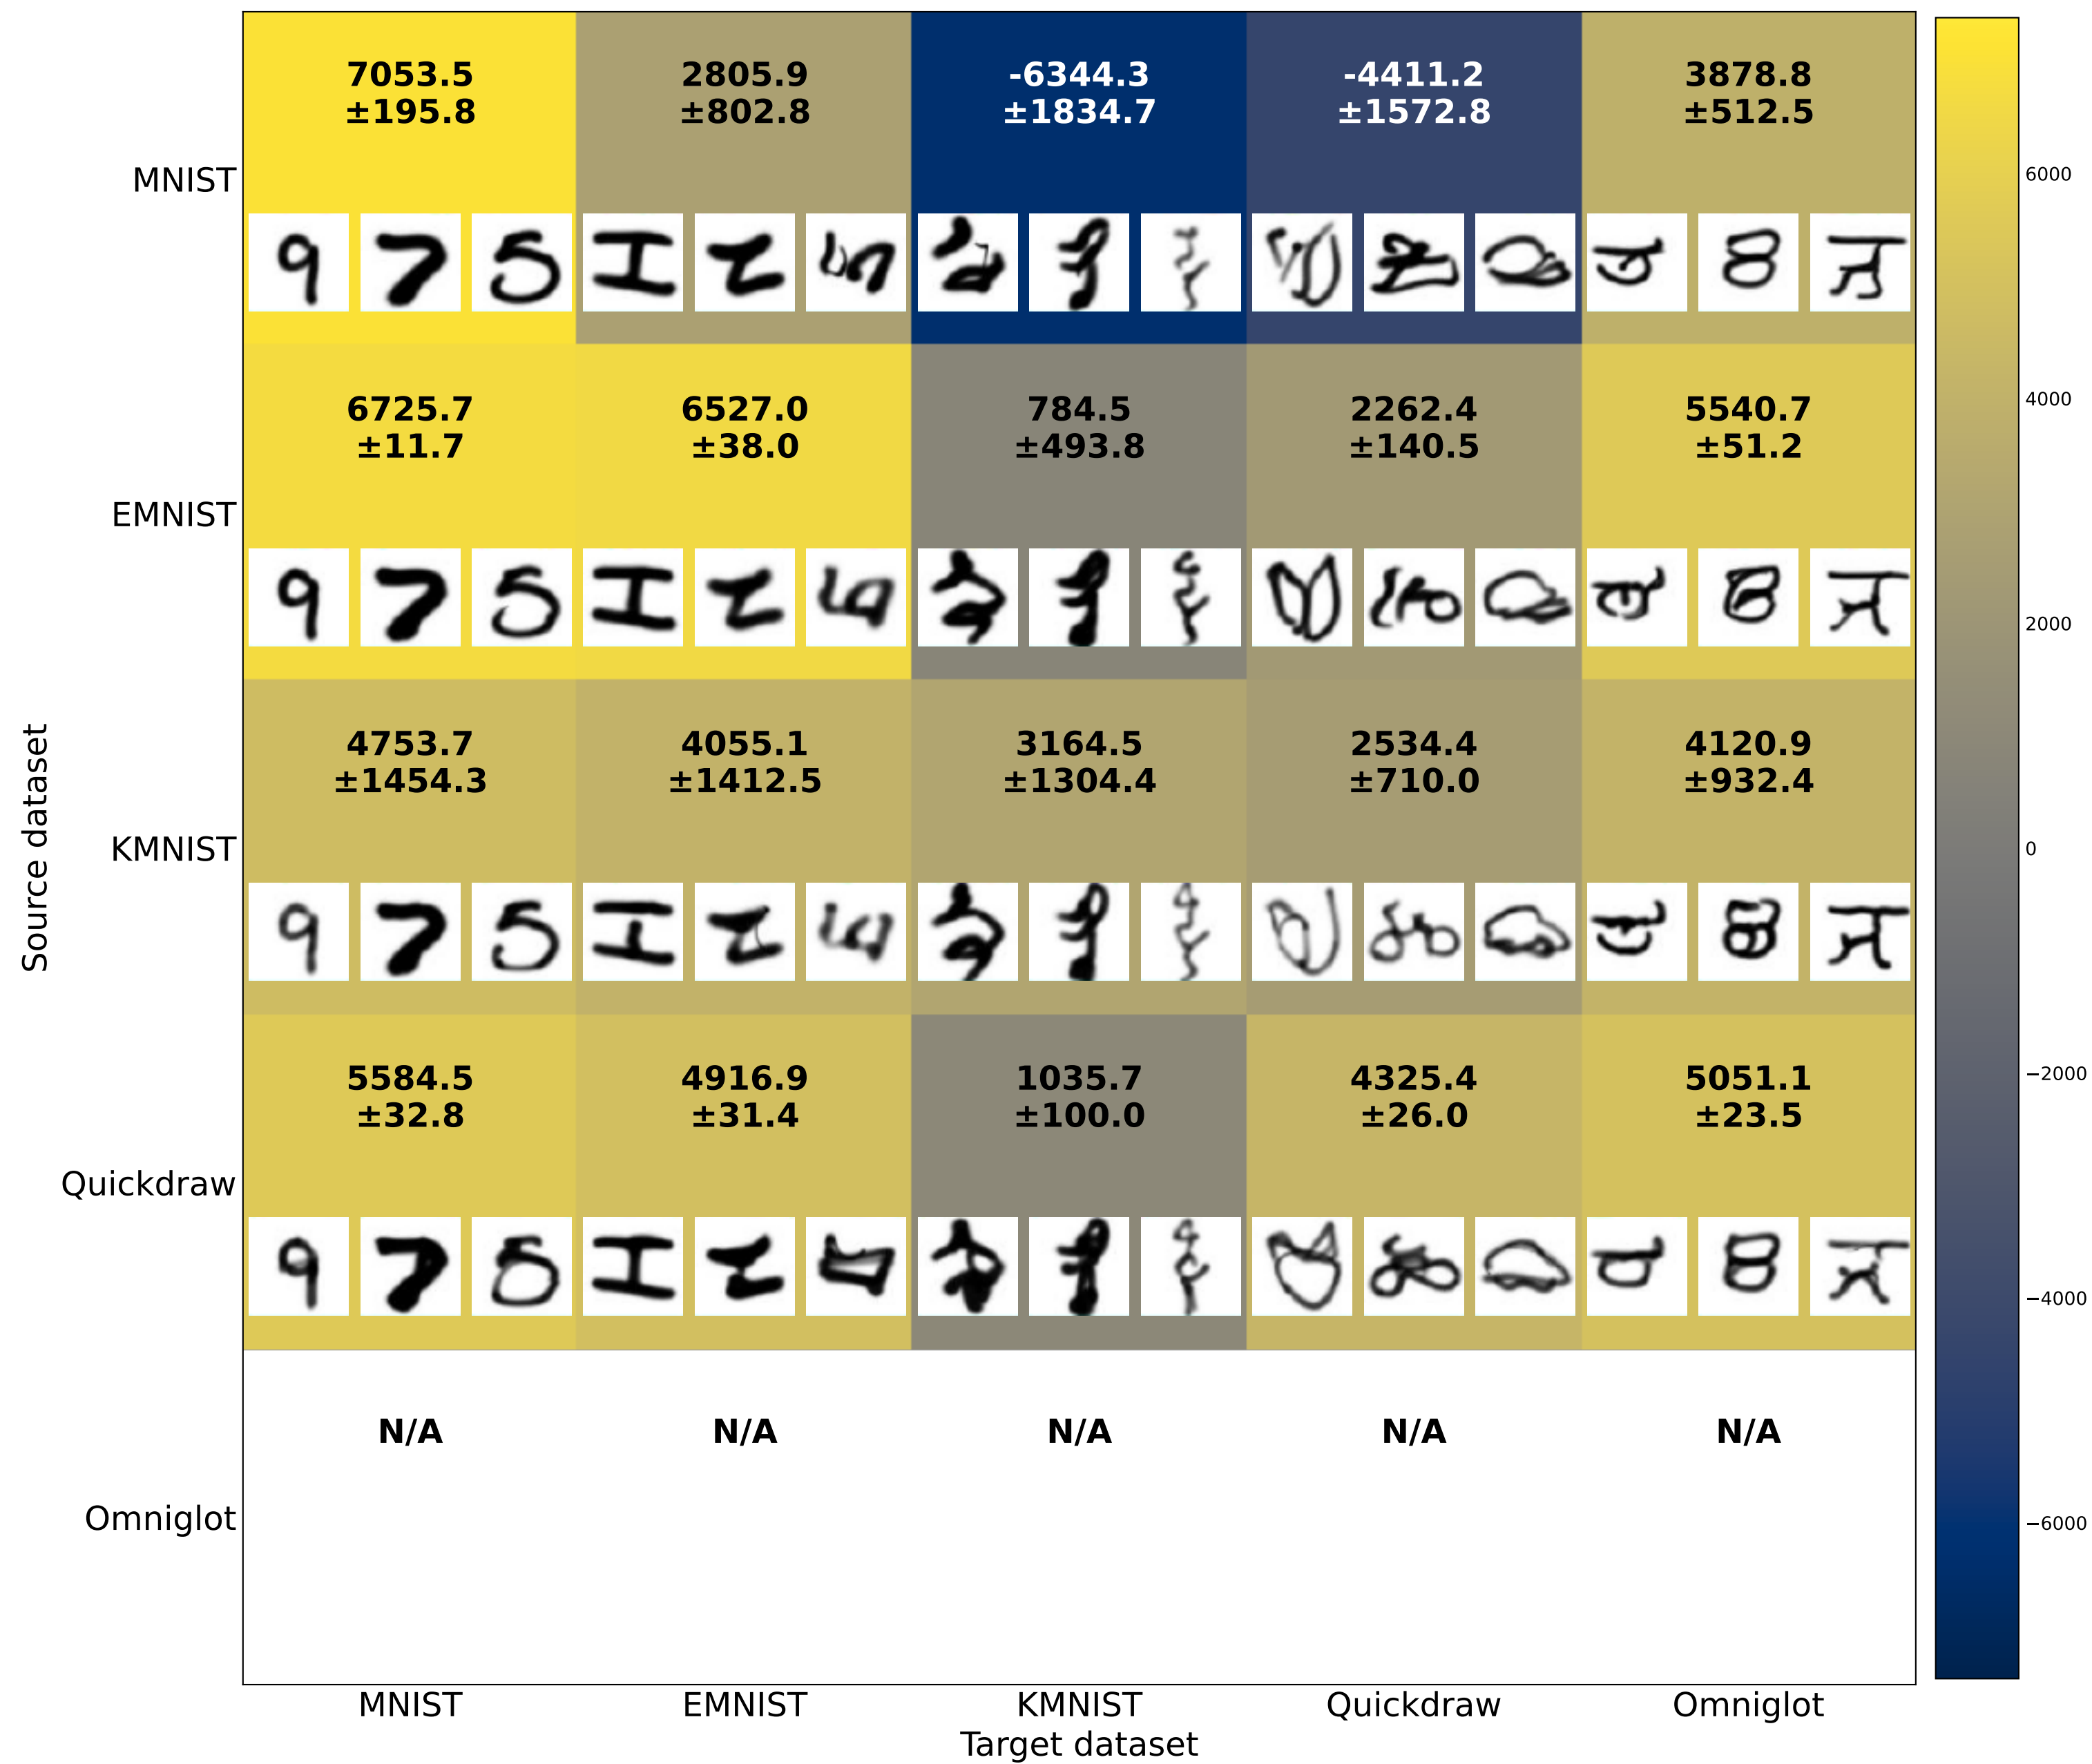 7053.5
±195.8
2805.9
±802.8
-6344.3
±1834.7
-4411.2
±1572.8
3878.8
±512.5
MNIST
6725.7
±11.7
6527.0
±38.0
784.5
±493.8
2262.4
±140.5
5540.7
±51.2
EMNIST
4753.7
±1454.3
4055.1
±1412.5
3164.5
±1304.4
2534.4
±710.0
4120.9
±932.4
KMNIST
5584.5
±32.8
4916.9
±31.4
1035.7
±100.0
4325.4
±26.0
5051.1
±23.5
Quickdraw
N/A
N/A
N/A
N/A
N/A
Omniglot
Source dataset
MNIST
EMNIST
KMNIST
Quickdraw
Omniglot
Target dataset
6000
4000
2000
0
−2000
−4000
−6000